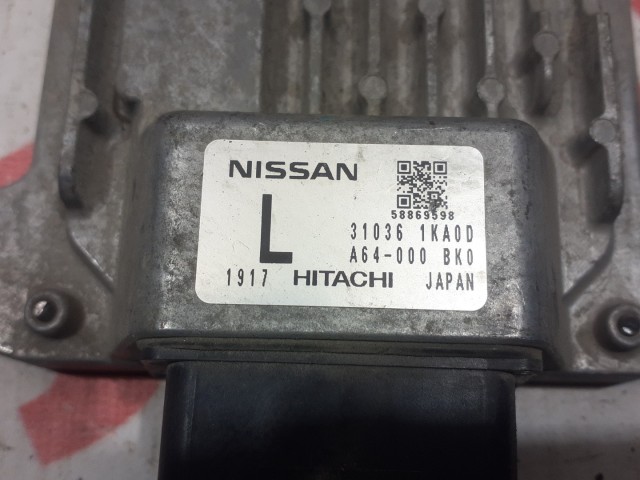 NISSAN
58869598
L
31036 1KA0D
A64-000 BK0
1917 HITACHI JAPAN